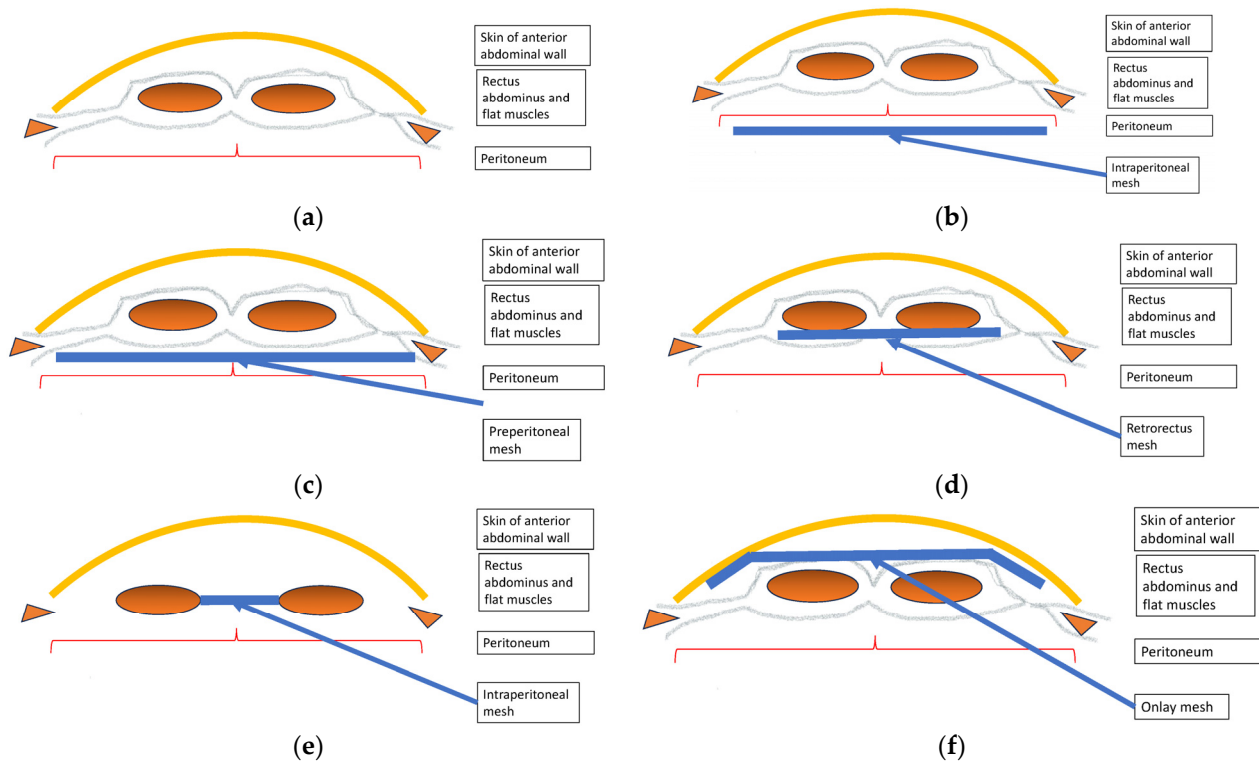 Skin of anterior
abdominal wall
Rectus
abdominus and
flat muscles
Peritoneum
(a)
Skin of anterior
abdominal wall
Rectus
abdominus and
flat muscles
Peritoneum
Intraperitoneal
mesh
(b)
Skin of anterior
abdominal wall
Rectus
abdominus and
flat muscles
Peritoneum
Preperitoneal
mesh
(c)
Skin of anterior
abdominal wall
Rectus
abdominus and
flat muscles
Peritoneum
Retrorectus
mesh
(d)
Skin of anterior
abdominal wall
Rectus
abdominus and
flat muscles
Peritoneum
Intraperitoneal
mesh
(e)
Skin of anterior
abdominal wall
Rectus
abdominus and
flat muscles
Peritoneum
Onlay mesh
(f)